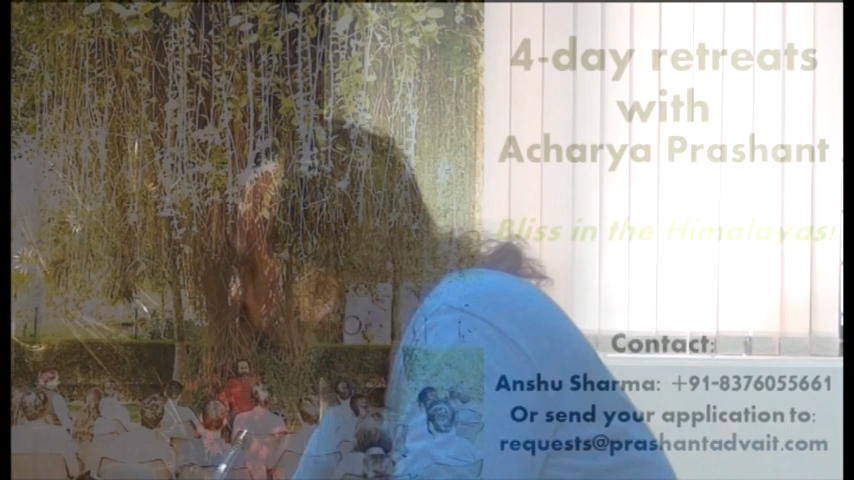 4-day retreats
with
Acharya Prashant
Bliss in the Himalayas!
Contact:
Anshu Sharma: +91-8376055661
Or send your application to:
requests@prashantadvait.com